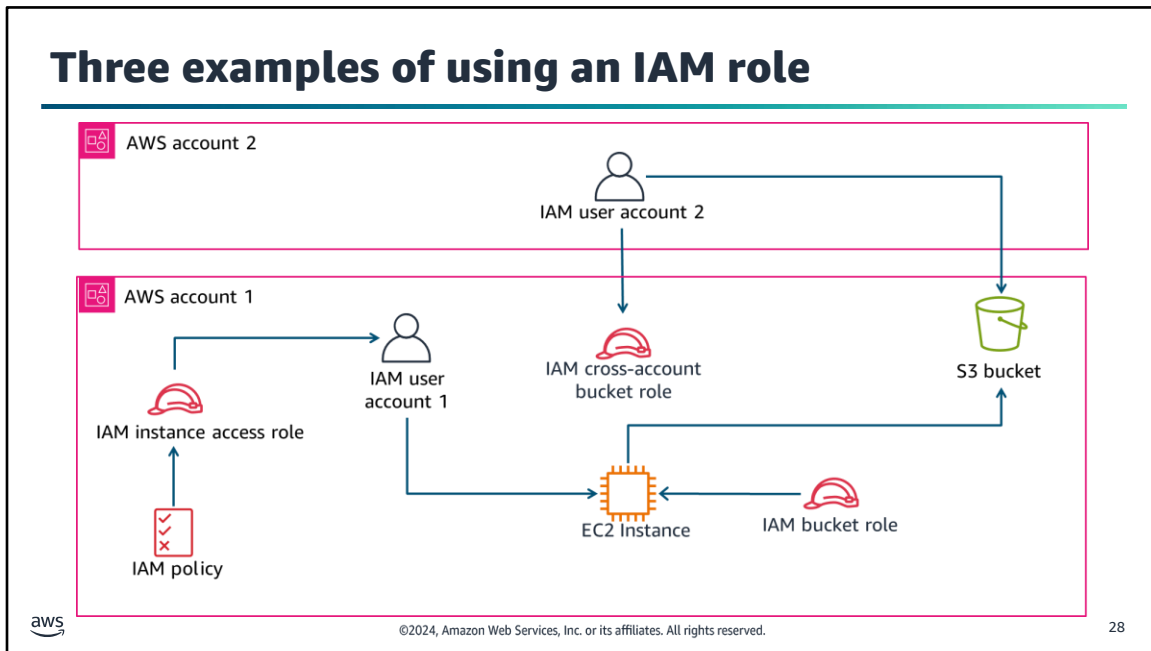 Three examples of using an IAM role
AWS account 2
IAM user account 2
AWS account 1
IAM user
account 1
IAM cross-account
bucket role
S3 bucket
IAM instance access role
EC2 Instance
IAM bucket role
IAM policy
aws
©2024, Amazon Web Services, Inc. or its affiliates. All rights reserved.
28